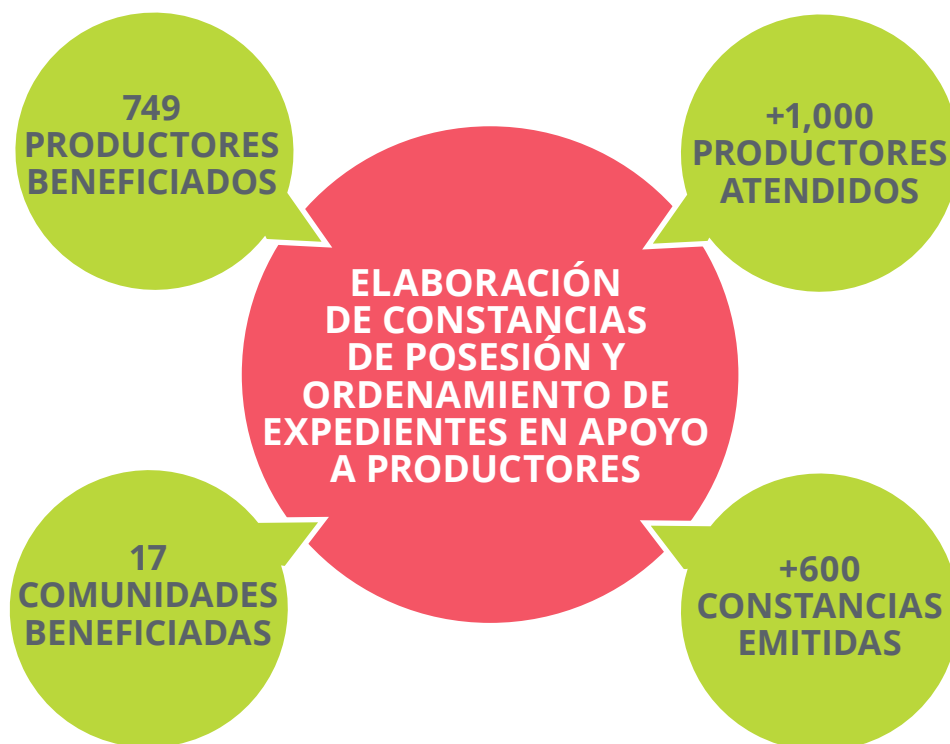 749
PRODUCTORES
BENEFICIADOS
+1,000
PRODUCTORES
ATENDIDOS
ELABORACIÓN
DE CONSTANCIAS
DE POSESIÓN Y
ORDENAMIENTO DE
EXPEDIENTES EN APOYO
A PRODUCTORES
17
COMUNIDADES
BENEFICIADAS
+600
CONSTANCIAS
EMITIDAS